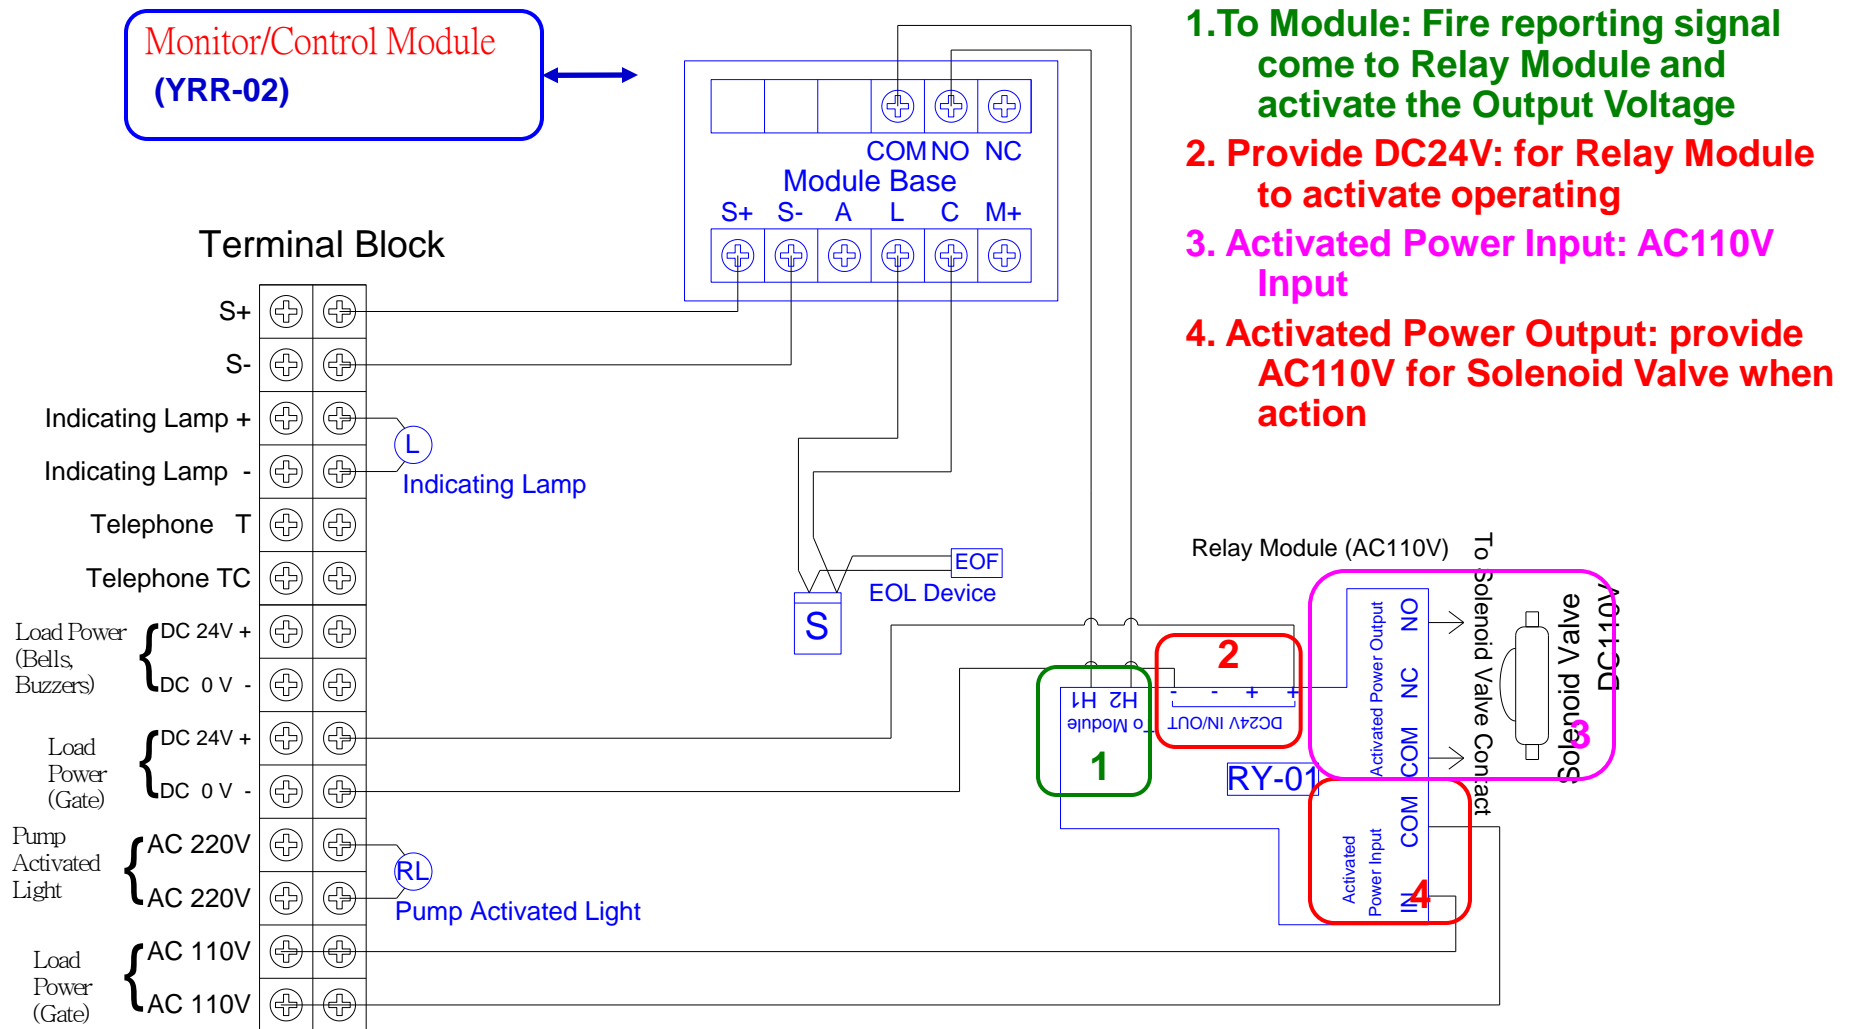 Monitor/Control Module
(YRR-02)
1.To Module: Fire reporting signal
come to Relay Module and
activate the Output Voltage
2. Provide DC24V: for Relay Module
to activate operating
3. Activated Power Input: AC110V
Input
4. Activated Power Output: provide
AC110V for Solenoid Valve when
action
COM NO NC
Module Base
S+ S- A L C M+
Terminal Block
S+
S-
Indicating Lamp +
Indicating Lamp -
L
Indicating Lamp
Telephone T
Telephone TC
Load Power
(Bells,
Buzzers)
DC 24V +
DC 0 V -
Load
Power
(Gate)
DC 24V +
DC 0 V -
Pump
Activated
Light
AC 220V
AC 220V
RL
Pump Activated Light
Load
Power
(Gate)
AC 110V
AC 110V
EOF
EOL Device
S
Relay Module (AC110V)
To Solenoid Valve Contract
Solenoid Valve
DC110V
H1 H2
To Module
1
2
- - + +
DC24V IN/OUT
RY-01
Activated Power Output
NO
NC
COM
3
Activated
Power Input
COM
IN
4